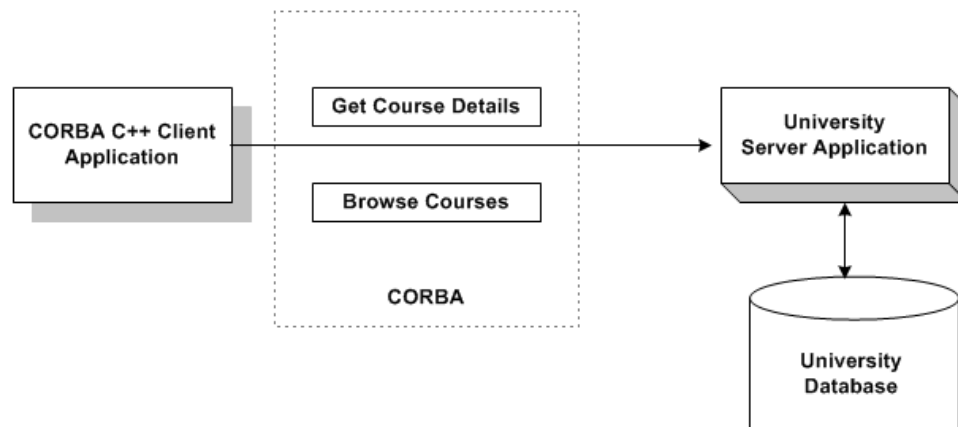 CORBA C++ Client
Application
Get Course Details
Browse Courses
CORBA
University
Server Application
University
Database